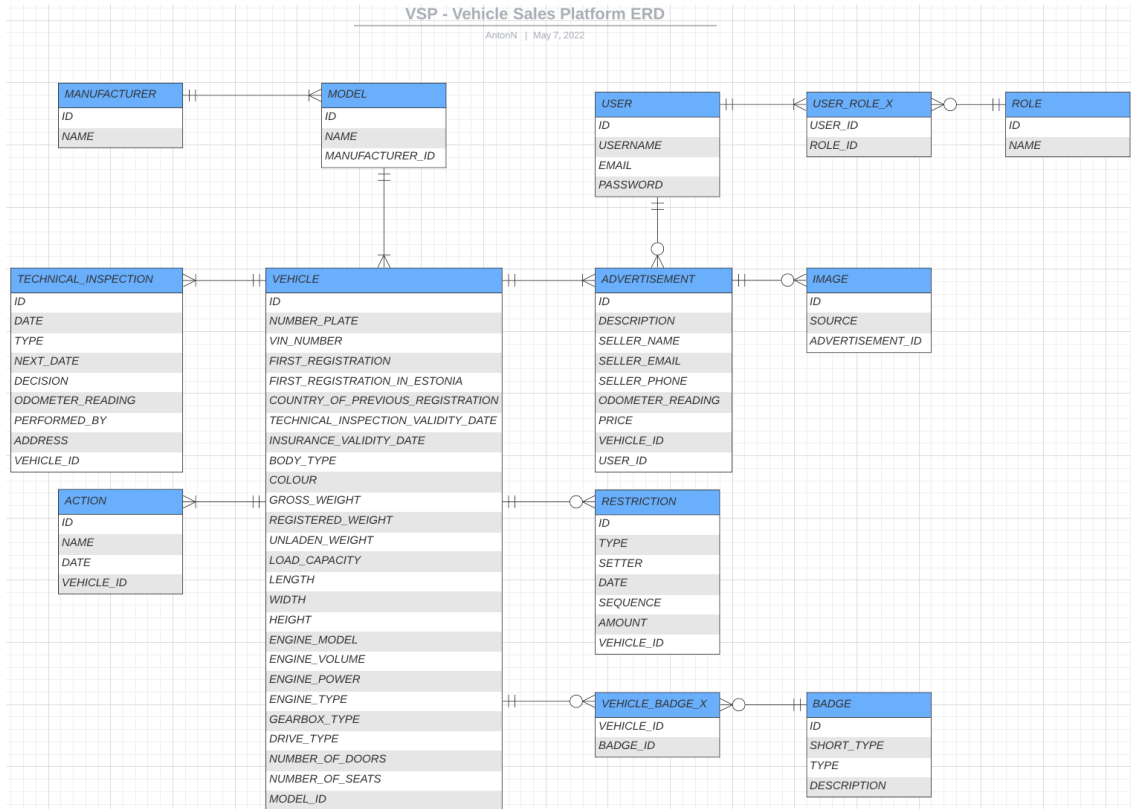 VSP - Vehicle Sales Platform ERD
AntonN | May 7, 2022
MANUFACTURER
ID
NAME
MODEL
ID
NAME
MANUFACTURER_ID
USER
ID
USERNAME
EMAIL
PASSWORD
USER_ROLE_X
USER_ID
ROLE_ID
ROLE
ID
NAME
TECHNICAL_INSPECTION
ID
DATE
TYPE
NEXT_DATE
DECISION
ODOMETER_READING
PERFORMED_BY
ADDRESS
VEHICLE_ID
VEHICLE
ID
NUMBER_PLATE
VIN_NUMBER
FIRST_REGISTRATION
FIRST_REGISTRATION_IN_ESTONIA
COUNTRY_OF_PREVIOUS_REGISTRATION
TECHNICAL_INSPECTION_VALIDITY_DATE
INSURANCE_VALIDITY_DATE
BODY_TYPE
COLOUR
GROSS_WEIGHT
REGISTERED_WEIGHT
UNLADEN_WEIGHT
LOAD_CAPACITY
LENGTH
WIDTH
HEIGHT
ENGINE_MODEL
ENGINE_VOLUME
ENGINE_POWER
ENGINE_TYPE
GEARBOX_TYPE
DRIVE_TYPE
NUMBER_OF_DOORS
NUMBER_OF_SEATS
MODEL_ID
ADVERTISEMENT
ID
DESCRIPTION
SELLER_NAME
SELLER_EMAIL
SELLER_PHONE
ODOMETER_READING
PRICE
VEHICLE_ID
USER_ID
IMAGE
ID
SOURCE
ADVERTISEMENT_ID
ACTION
ID
NAME
DATE
VEHICLE_ID
RESTRICTION
ID
TYPE
SETTER
DATE
SEQUENCE
AMOUNT
VEHICLE_ID
VEHICLE_BADGE_X
VEHICLE_ID
BADGE_ID
BADGE
ID
SHORT_TYPE
TYPE
DESCRIPTION